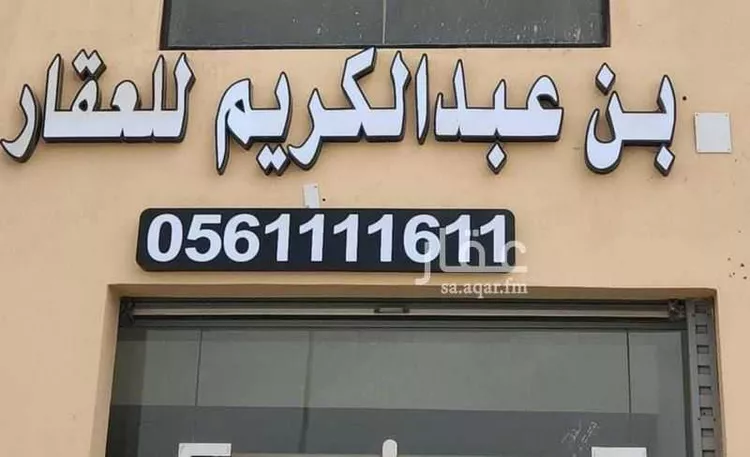 بن عبدالكريم للعقار
0561111611
عقار
sa.aqar.fm